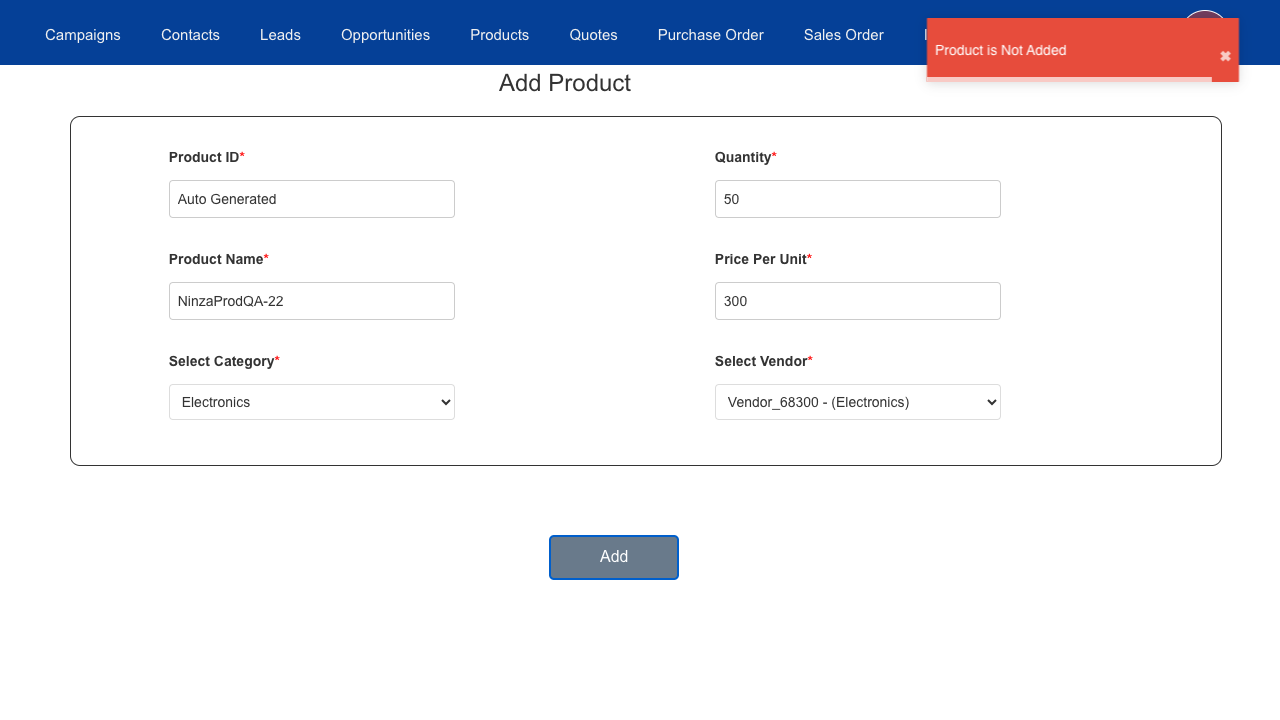 Campaigns
Contacts
Leads
Opportunities
Products
Quotes
Purchase Order
Sales Order
Product is Not Added
✖
Add Product
Product ID*
Quantity*
Auto Generated
50
Product Name*
Price Per Unit*
NinzaProdQA-22
300
Select Category*
Select Vendor*
Electronics
Vendor_68300 - (Electronics)
Add